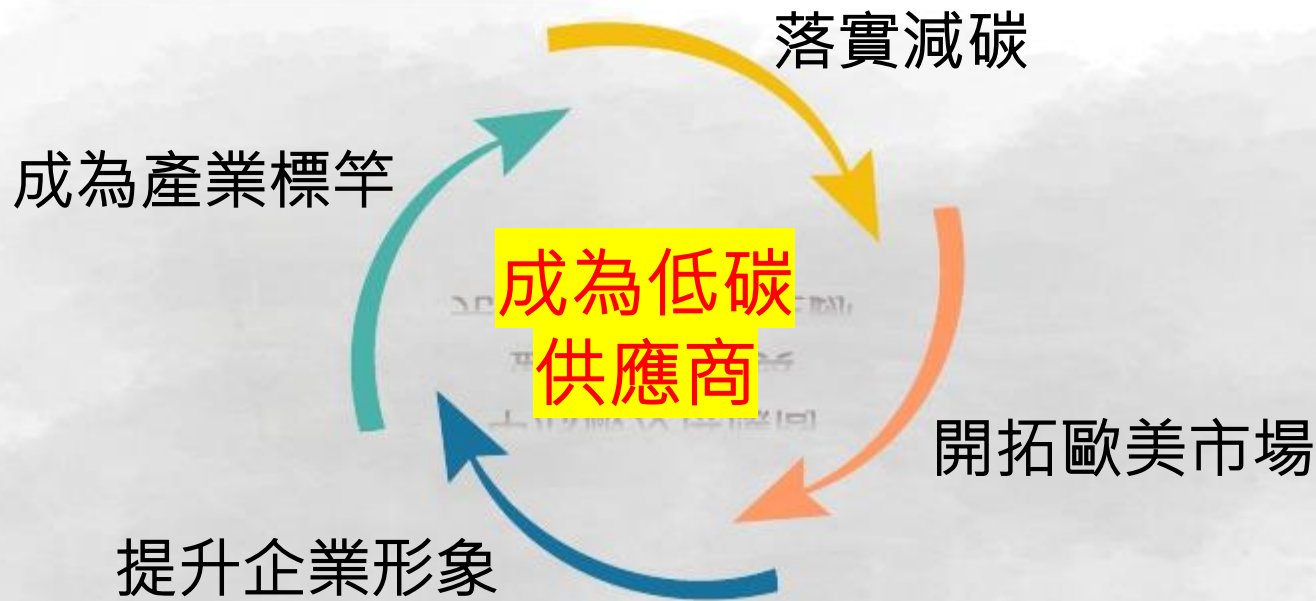 落實減碳
成為產業標竿
成為低碳
供應商
開拓歐美市場
提升企業形象